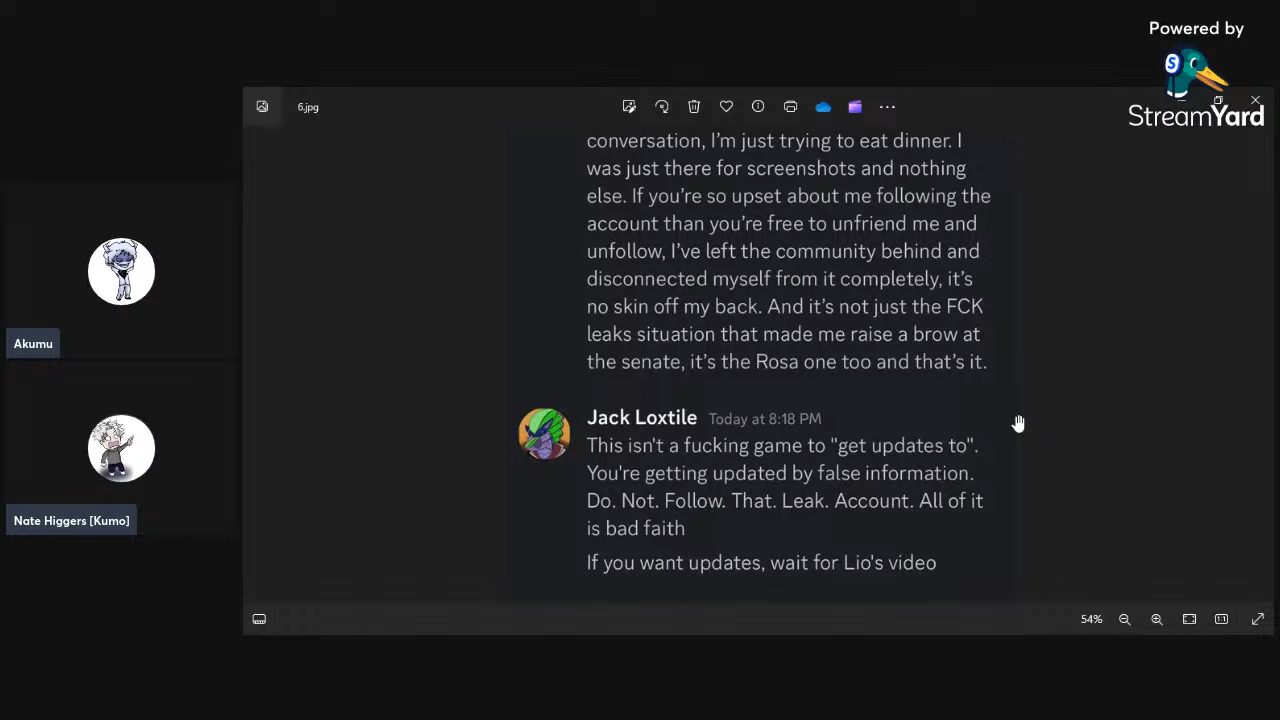 Powered by
StreamYard
6.jpg
conversation, I'm just trying to eat dinner. I
was just there for screenshots and nothing
else. If you're so upset about me following the
account than you're free to unfriend me and
unfollow, I've left the community behind and
disconnected myself from it completely, it's
no skin off my back. And it's not just the FCK
leaks situation that made me raise a brow at
the senate, it's the Rosa one too and that's it.
Jack Loxtile Today at 8:18 PM
This isn't a fucking game to "get updates to".
You're getting updated by false information.
Do. Not. Follow. That. Leak. Account. All of it
is bad faith
If you want updates, wait for Lio's video
Akumu
Nate Higgers [Kumo]
54%